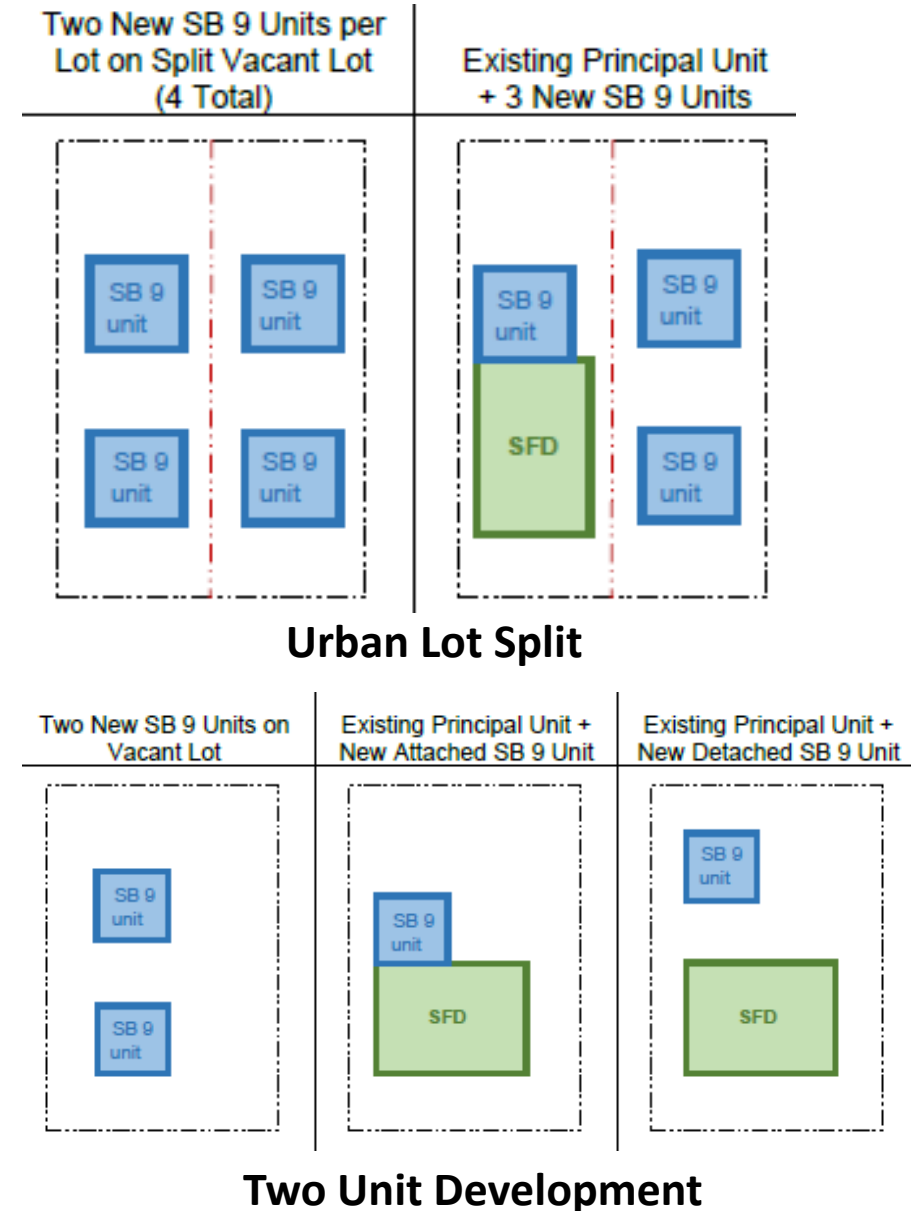 Two New SB 9 Units per
Lot on Split Vacant Lot
(4 Total)
Existing Principal Unit
+ 3 New SB 9 Units
SB 9
unit
SB 9
unit
SB 9
unit
SB 9
unit
SB 9
unit
SFD
SB 9
unit
SB 9
unit
Urban Lot Split
Two New SB 9 Units on
Vacant Lot
Existing Principal Unit +
New Attached SB 9 Unit
Existing Principal Unit +
New Detached SB 9 Unit
SB 9
unit
SB 9
unit
SB 9
unit
SFD
SB 9
unit
SFD
Two Unit Development